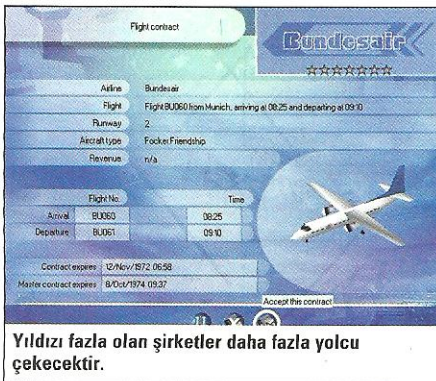 Flight contract
Bundesair
Airline Bundesair
Flight Flight BU060 from Munich, arriving at 08:25 and departing at 09:10
Runway 2
Aircraft type Focker Friendship
Revenue n/a
Flight No. Time
Arrival BU060 08:25
Departure BU061 09:10
Contract expires 12/Nov/1972 06:58
Master contract expires 8/Oct/1974 09:37
Accept this contract
Yıldızı fazla olan şirketler daha fazla yolcu
çekecektir.